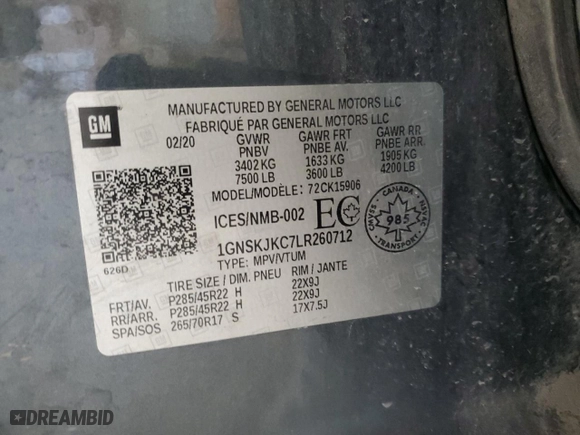 GM
MANUFACTURED BY GENERAL MOTORS LLC
FABRIQUÉ PAR GENERAL MOTORS LLC
02/20 GVWR GAWR FRT GAWR RR
PNBV PNBE AV. PNBE ARR.
3402 KG 1633 KG 1905 KG
7500 LB 3600 LB 4200 LB
MODEL/MODÈLE: 72CK15906
ICES/NMB-002 EC
CANADA
CMVSS 985 NSVAC
TRANSPORT
1GNSKJKC7LR260712
626D
TYPE: MPV/VTUM
TIRE SIZE / DIM. PNEU RIM / JANTE
FRT/AV. P285/45R22 H 22X9J
RR/ARR. P285/45R22 H 22X9J
SPA/SOS 265/70R17 S 17X7.5J
DREAMBID